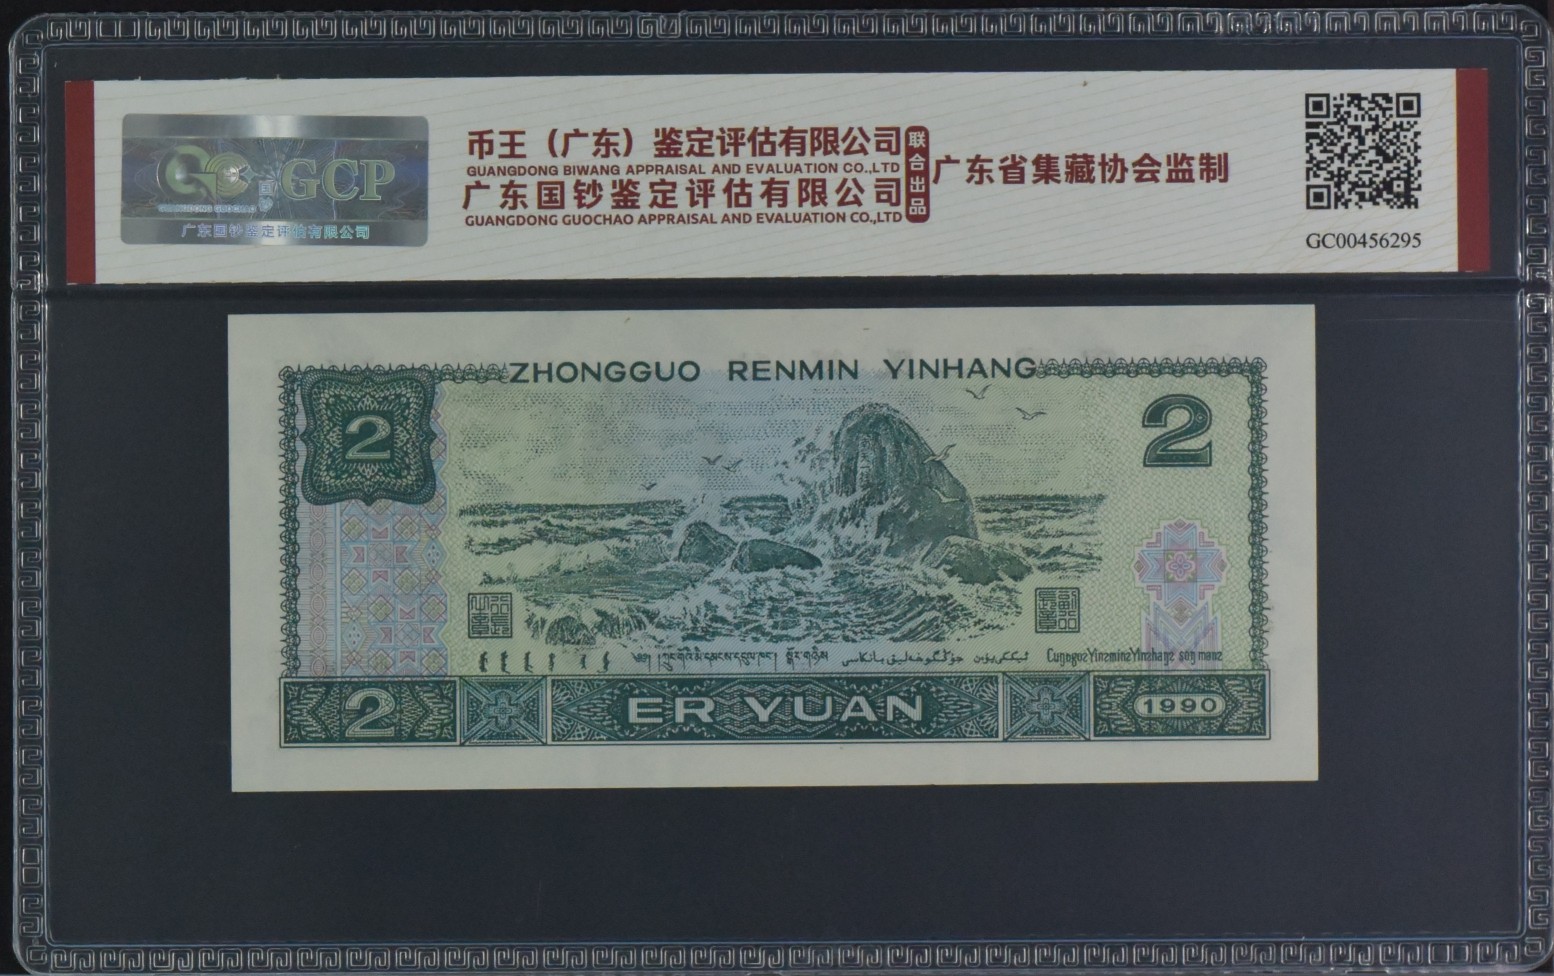 GCP
广东国钞鉴定评估有限公司
币王（广东）鉴定评估有限公司
GUANGDONG BIWANG APPRAISAL AND EVALUATION CO.,LTD
广东国钞鉴定评估有限公司
GUANGDONG GUOCHAO APPRAISAL AND EVALUATION CO.,LTD
联合出品
广东省集藏协会监制
GC00456295
ZHONGGUO RENMIN YINHANG
2
2
CungguzYinzminzYinzhangz song manz
2
ER YUAN
1990